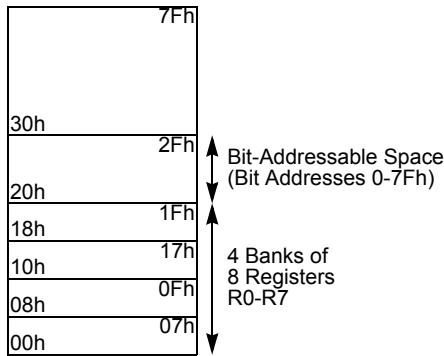 7Fh
30h
2Fh
Bit-Addressable Space
(Bit Addresses 0-7Fh)
20h
1Fh
18h
17h
4 Banks of
8 Registers
R0-R7
10h
0Fh
08h
07h
00h